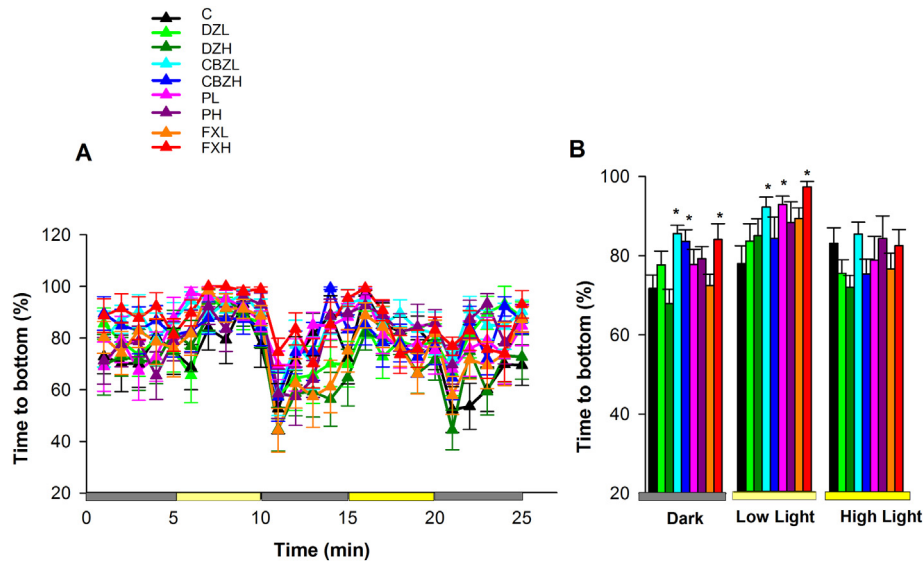 C
DZL
DZH
CBZL
CBZH
PL
PH
FXL
FXH
A
B
Time to bottom (%)
120
100
80
60
40
20
0 5 10 15 20 25
Time (min)
Time to bottom (%)
100
80
60
40
20
* * *
* * *
Dark Low Light High Light